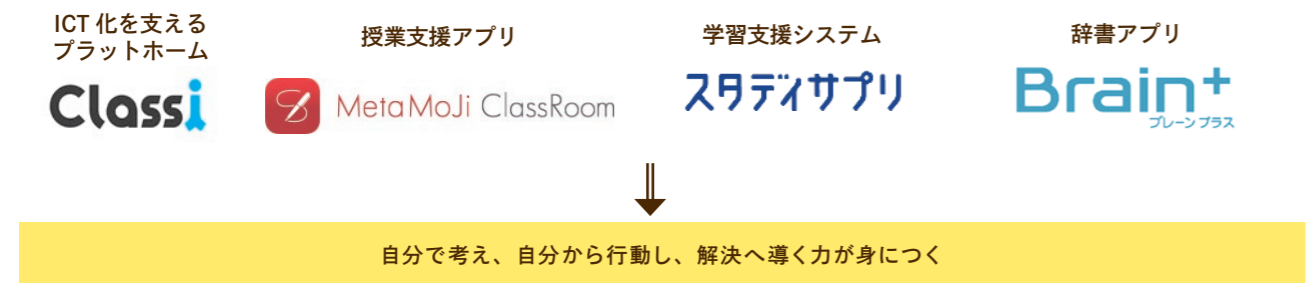 ICT 化を支える
プラットホーム
Classi
授業支援アプリ
MetaMoJi ClassRoom
学習支援システム
スタディサプリ
辞書アプリ
Brain+
ブレーン プラス
自分で考え、自分から行動し、解決へ導く力が身につく